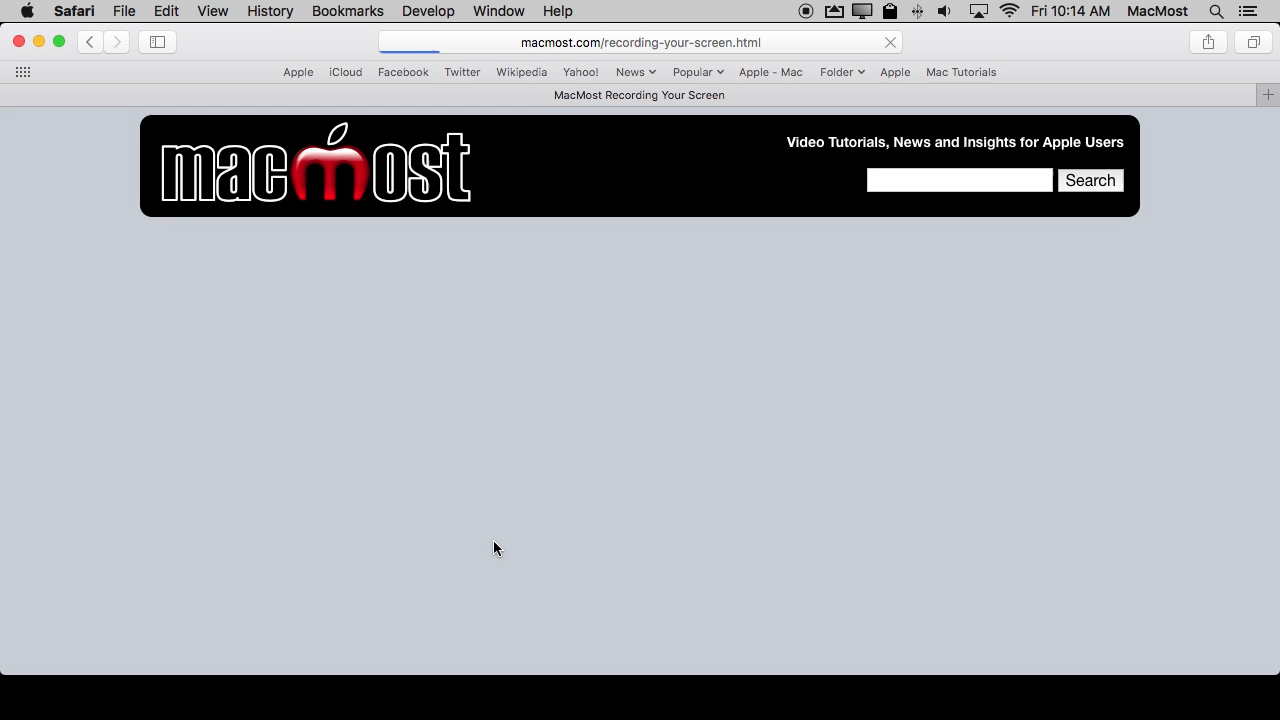 Safari File Edit View History Bookmarks Develop Window Help Fri 10:14 AM MacMost
macmost.com/recording-your-screen.html
Apple iCloud Facebook Twitter Wikipedia Yahoo! News Popular Apple - Mac Folder Apple Mac Tutorials
MacMost Recording Your Screen
macmost
Video Tutorials, News and Insights for Apple Users
Search